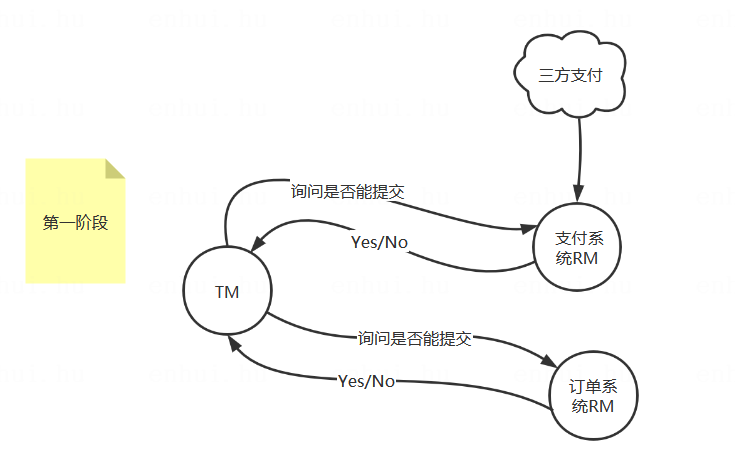 三方支付
第一阶段
询问是否能提交
支付系
统RM
Yes/No
TM
询问是否能提交
Yes/No
订单系
统RM